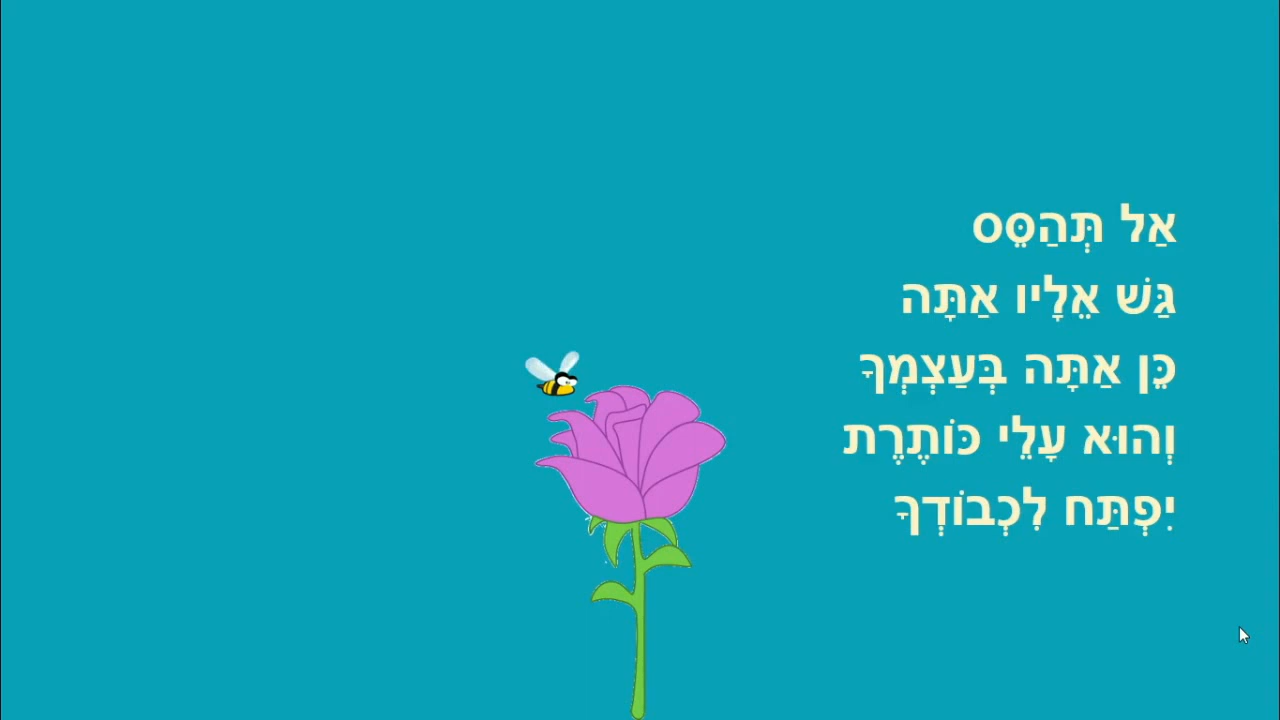 אַל תְּהַסֵּס
גַּשׁ אֵלָיו אַתָּה
כֵּן אַתָּה בְּעַצְמְךָ
וְהוּא עָלֵי כּוֹתֶרֶת
יִפְתַּח לִכְבוֹדְךָ